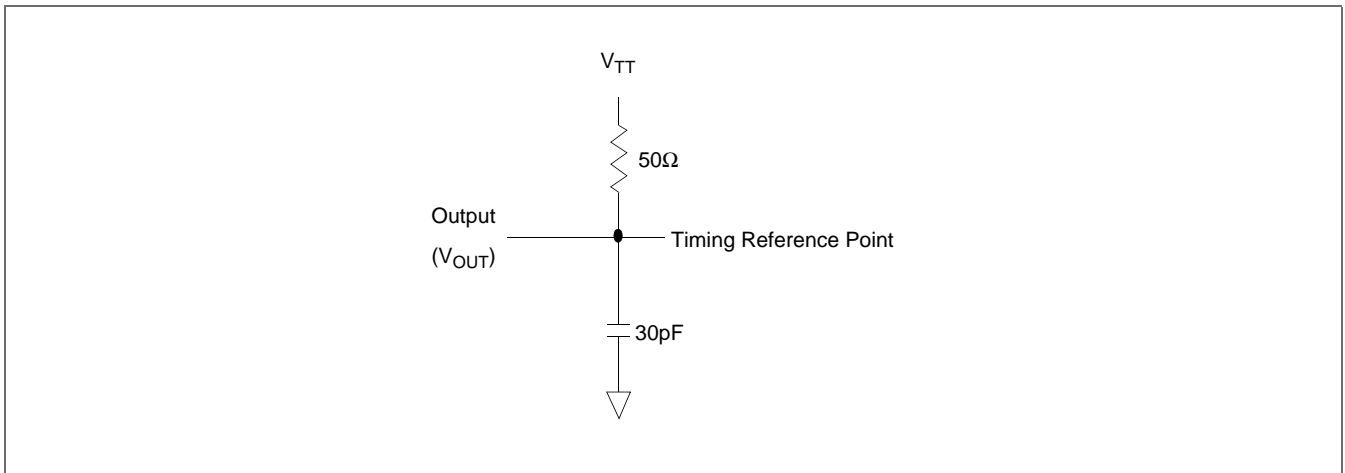 V_TT
50Ω
Output
(V_OUT)
Timing Reference Point
30pF